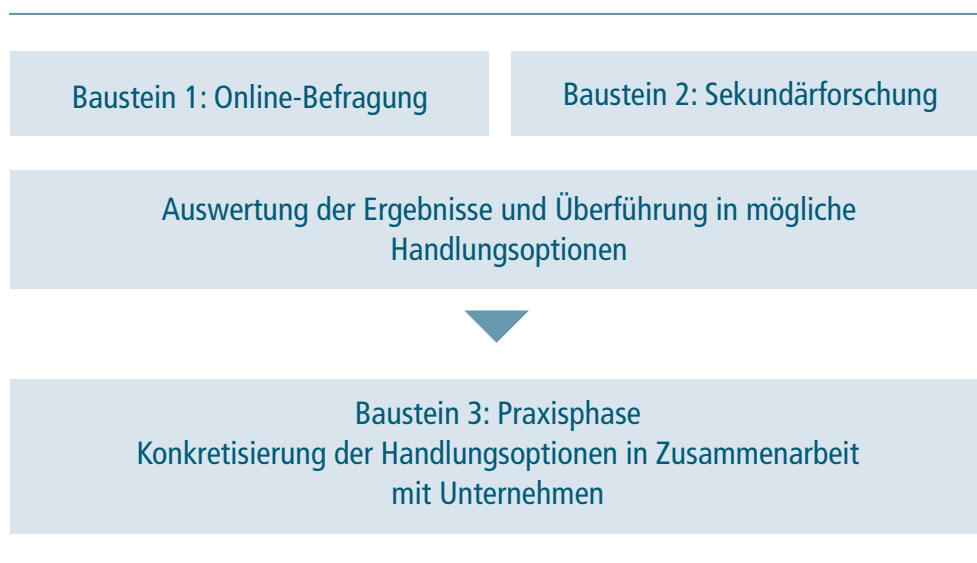 Baustein 1: Online-Befragung
Baustein 2: Sekundärforschung
Auswertung der Ergebnisse und Überführung in mögliche
Handlungsoptionen
Baustein 3: Praxisphase
Konkretisierung der Handlungsoptionen in Zusammenarbeit
mit Unternehmen